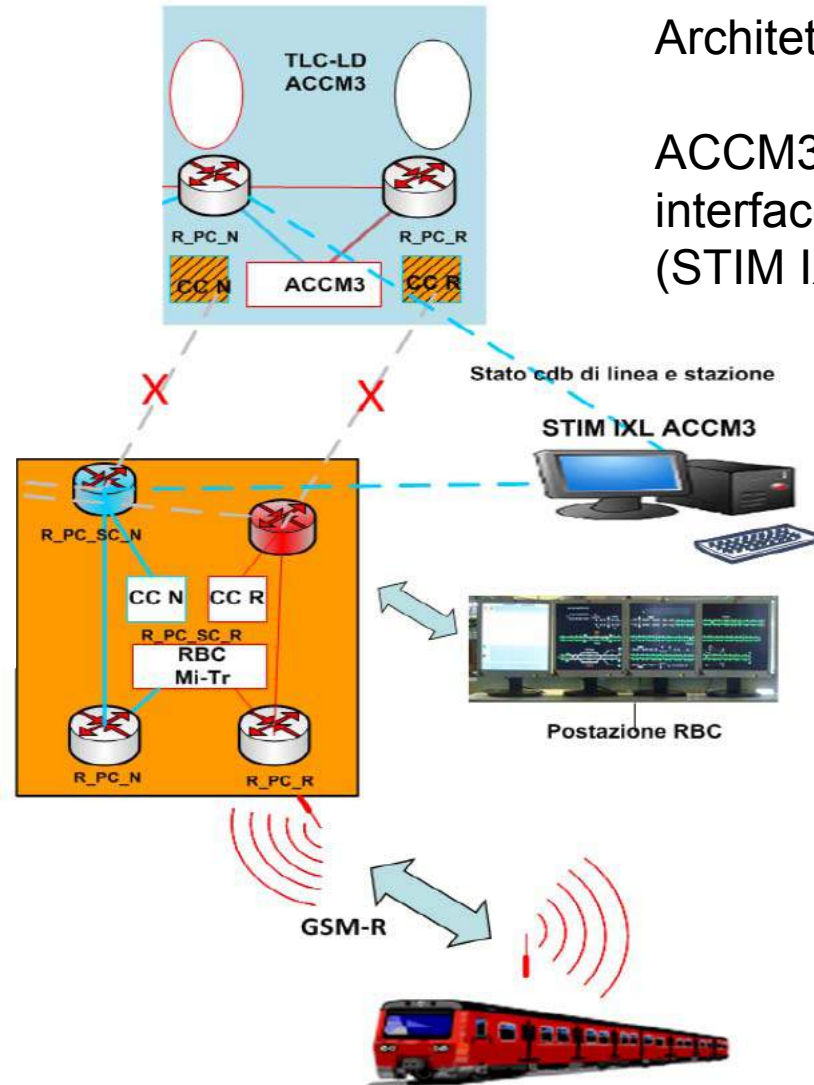 Archite
TLC-LD
ACCM3
ACCM3
interfac
(STIM I
R_PC_N
R_PC_R
CC N
ACCM3
CC R
X
X
Stato cdb di linea e stazione
STIM IXL ACCM3
R_PC_SC_N
CC N
CC R
R_PC_SC_R
RBC
Mi-Tr
Postazione RBC
R_PC_N
R_PC_R
GSM-R